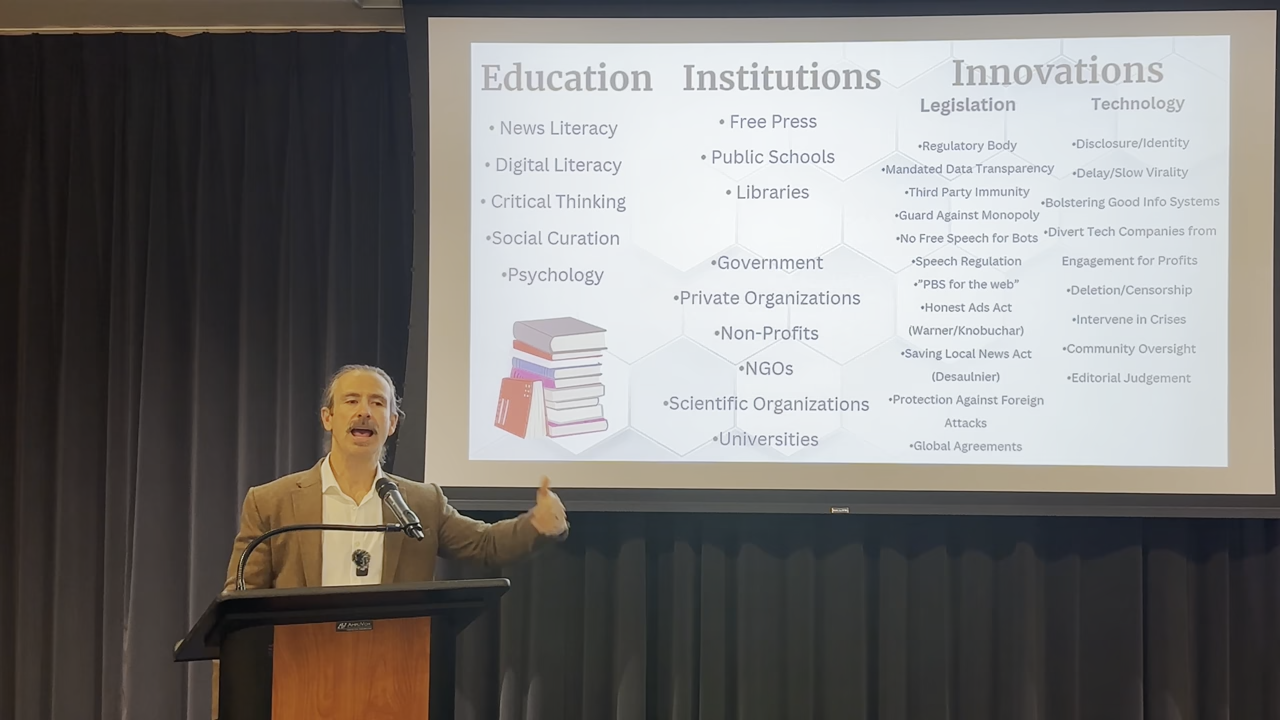 Education
• News Literacy
• Digital Literacy
• Critical Thinking
•Social Curation
•Psychology
Institutions
• Free Press
• Public Schools
• Libraries
•Government
•Private Organizations
•Non-Profits
•NGOs
•Scientific Organizations
•Universities
Innovations
Legislation
•Regulatory Body
•Mandated Data Transparency
•Third Party Immunity
•Guard Against Monopoly
•No Free Speech for Bots
•Speech Regulation
•"PBS for the web"
•Honest Ads Act
(Warner/Knobuchar)
•Saving Local News Act
(Desaulnier)
•Protection Against Foreign
Attacks
•Global Agreements
Technology
•Disclosure/Identity
•Delay/Slow Virality
•Bolstering Good Info Systems
•Divert Tech Companies from
Engagement for Profits
•Deletion/Censorship
•Intervene in Crises
•Community Oversight
•Editorial Judgement